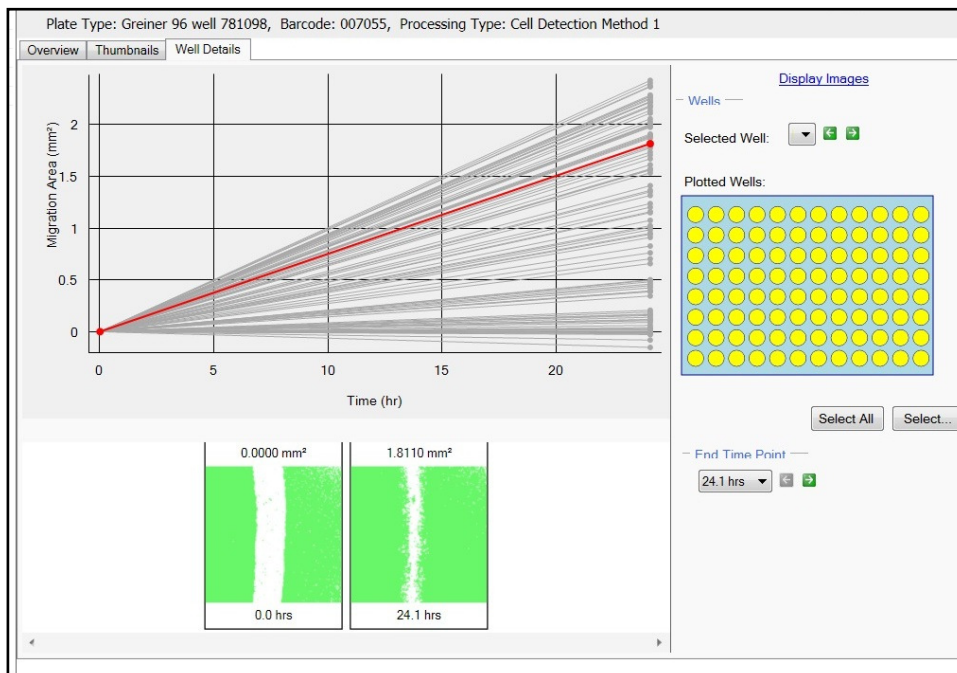 Plate Type: Greiner 96 well 781098, Barcode: 007055, Processing Type: Cell Detection Method 1
Overview Thumbnails Well Details
Migration Area (mm²)
2
1.5
1
0.5
0
0 5 10 15 20
Time (hr)
0.0000 mm² 1.8110 mm²
0.0 hrs 24.1 hrs
Display Images
Wells
Selected Well:
Plotted Wells:
Select All Select...
End Time Point
24.1 hrs